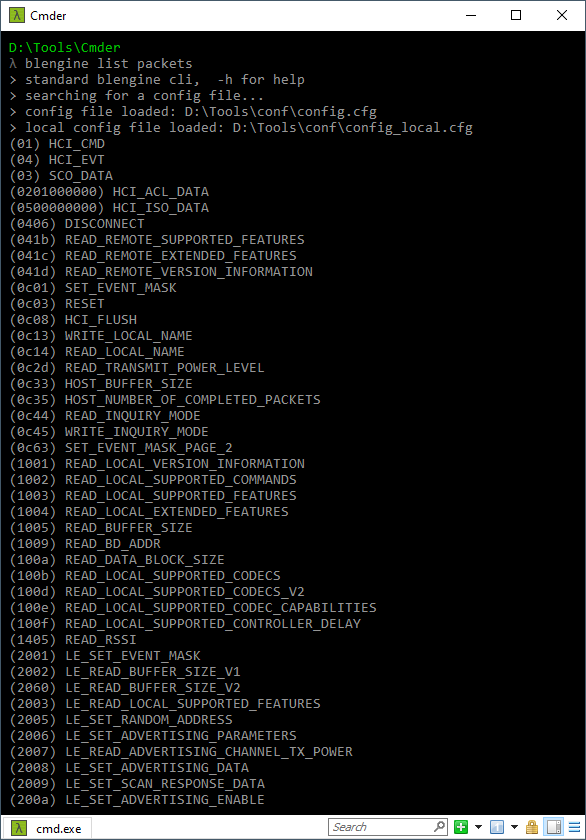 λ Cmder
D:\Tools\Cmder
λ blengine list packets
> standard blengine cli,  -h for help
> searching for a config file...
> config file loaded: D:\Tools\conf\config.cfg
> local config file loaded: D:\Tools\conf\config_local.cfg
(01) HCI_CMD
(04) HCI_EVT
(03) SCO_DATA
(0201000000) HCI_ACL_DATA
(0500000000) HCI_ISO_DATA
(0406) DISCONNECT
(041b) READ_REMOTE_SUPPORTED_FEATURES
(041c) READ_REMOTE_EXTENDED_FEATURES
(041d) READ_REMOTE_VERSION_INFORMATION
(0c01) SET_EVENT_MASK
(0c03) RESET
(0c08) HCI_FLUSH
(0c13) WRITE_LOCAL_NAME
(0c14) READ_LOCAL_NAME
(0c2d) READ_TRANSMIT_POWER_LEVEL
(0c33) HOST_BUFFER_SIZE
(0c35) HOST_NUMBER_OF_COMPLETED_PACKETS
(0c44) READ_INQUIRY_MODE
(0c45) WRITE_INQUIRY_MODE
(0c63) SET_EVENT_MASK_PAGE_2
(1001) READ_LOCAL_VERSION_INFORMATION
(1002) READ_LOCAL_SUPPORTED_COMMANDS
(1003) READ_LOCAL_SUPPORTED_FEATURES
(1004) READ_LOCAL_EXTENDED_FEATURES
(1005) READ_BUFFER_SIZE
(1009) READ_BD_ADDR
(100a) READ_DATA_BLOCK_SIZE
(100b) READ_LOCAL_SUPPORTED_CODECS
(100d) READ_LOCAL_SUPPORTED_CODECS_V2
(100e) READ_LOCAL_SUPPORTED_CODEC_CAPABILITIES
(100f) READ_LOCAL_SUPPORTED_CONTROLLER_DELAY
(1405) READ_RSSI
(2001) LE_SET_EVENT_MASK
(2002) LE_READ_BUFFER_SIZE_V1
(2060) LE_READ_BUFFER_SIZE_V2
(2003) LE_READ_LOCAL_SUPPORTED_FEATURES
(2005) LE_SET_RANDOM_ADDRESS
(2006) LE_SET_ADVERTISING_PARAMETERS
(2007) LE_READ_ADVERTISING_CHANNEL_TX_POWER
(2008) LE_SET_ADVERTISING_DATA
(2009) LE_SET_SCAN_RESPONSE_DATA
(200a) LE_SET_ADVERTISING_ENABLE
λ cmd.exe
Search